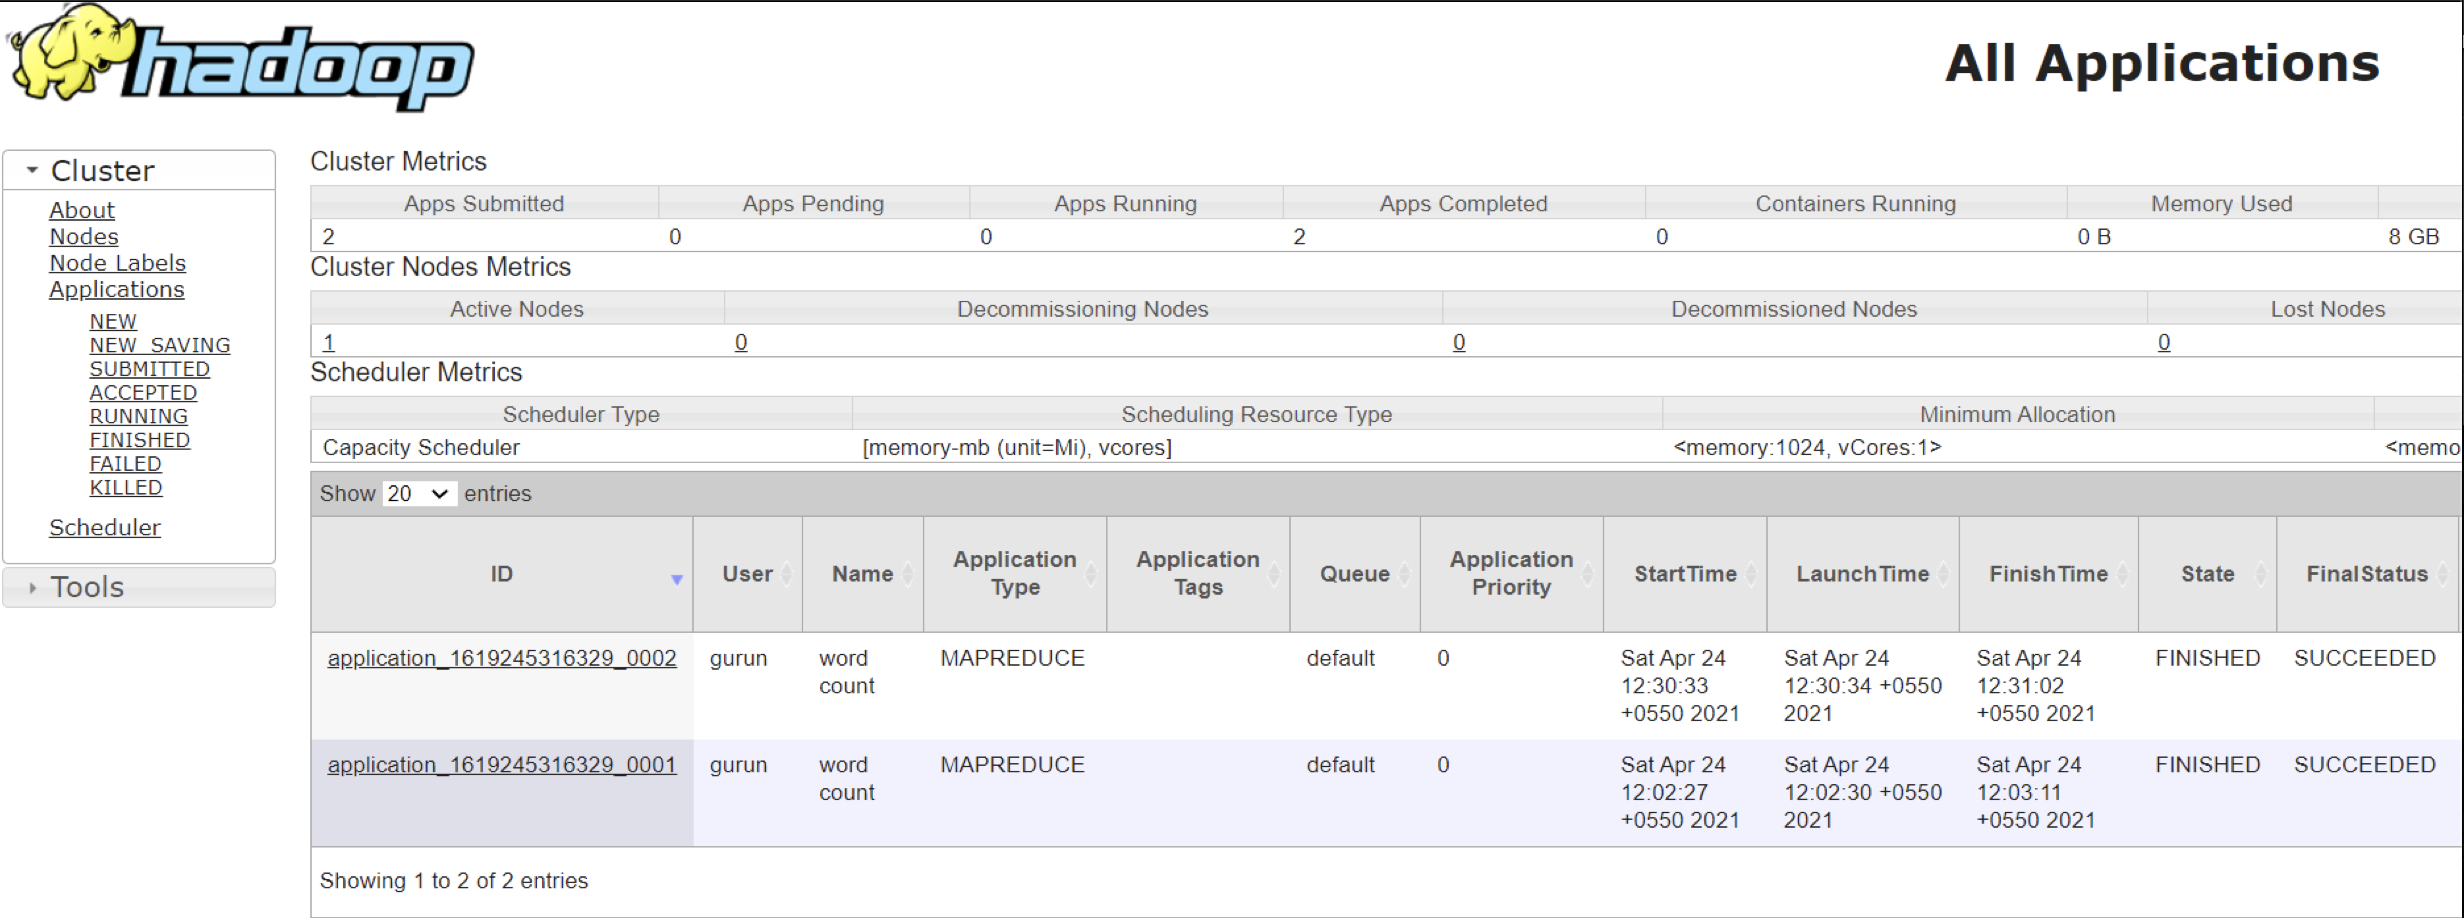 hadoop
All Applications
Cluster
About
Nodes
Node Labels
Applications
NEW
NEW_SAVING
SUBMITTED
ACCEPTED
RUNNING
FINISHED
FAILED
KILLED
Scheduler
Tools
Cluster Metrics
Apps Submitted Apps Pending Apps Running Apps Completed Containers Running Memory Used
2 0 0 2 0 0 B 8 GB
Cluster Nodes Metrics
Active Nodes Decommissioning Nodes Decommissioned Nodes Lost Nodes
1 0 0 0
Scheduler Metrics
Scheduler Type Scheduling Resource Type Minimum Allocation
Capacity Scheduler [memory-mb (unit=Mi), vcores] <memory:1024, vCores:1> <memo
Show 20 entries
ID User Name Application Type Application Tags Queue Application Priority StartTime LaunchTime FinishTime State FinalStatus
application_1619245316329_0002 gurun word MAPREDUCE default 0 Sat Apr 24 Sat Apr 24 Sat Apr 24 FINISHED SUCCEEDED
count 12:30:33 12:30:34 +0550 12:31:02
+0550 2021 2021 +0550 2021
application_1619245316329_0001 gurun word MAPREDUCE default 0 Sat Apr 24 Sat Apr 24 Sat Apr 24 FINISHED SUCCEEDED
count 12:02:27 12:02:30 +0550 12:03:11
+0550 2021 2021 +0550 2021
Showing 1 to 2 of 2 entries